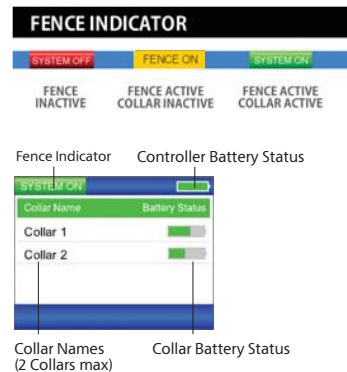 FENCE INDICATOR
SYSTEM OFF
FENCE ON
SYSTEM ON
FENCE INACTIVE
FENCE ACTIVE COLLAR INACTIVE
FENCE ACTIVE COLLAR ACTIVE
Fence Indicator
Controller Battery Status
SYSTEM ON
Collar Name
Battery Status
Collar 1
Collar 2
Collar Names
(2 Collars max)
Collar Battery Status